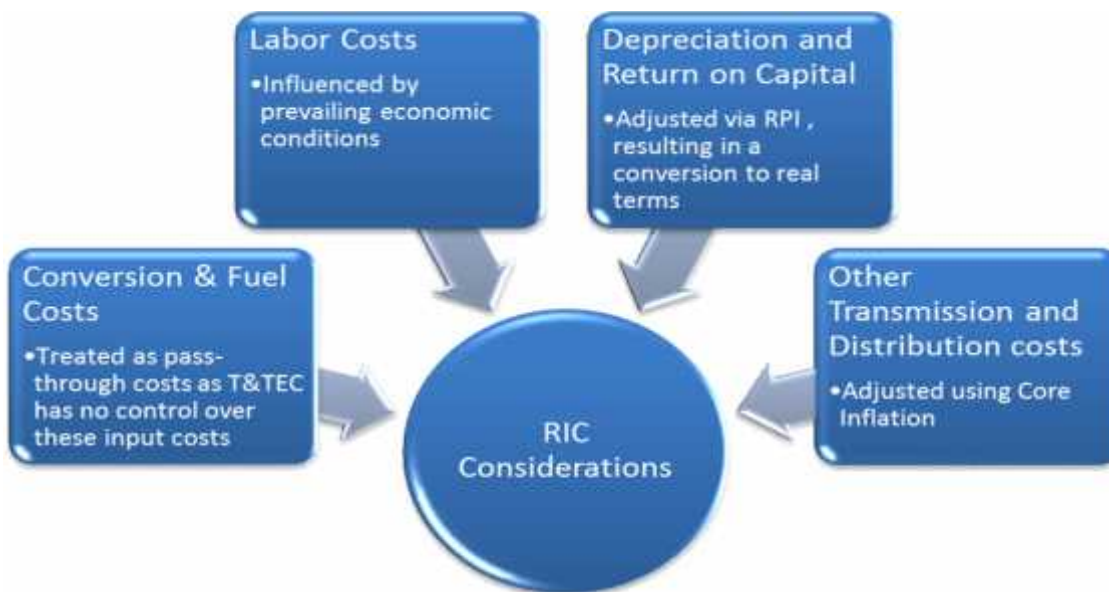 Labor Costs
•Influenced by
prevailing economic
conditions
Depreciation and
Return on Capital
•Adjusted via RPI ,
resulting in a
conversion to real
terms
Conversion & Fuel
Costs
•Treated as pass-
through costs as T&TEC
has no control over
these input costs
Other
Transmission and
Distribution costs
•Adjusted using Core
Inflation
RIC
Considerations